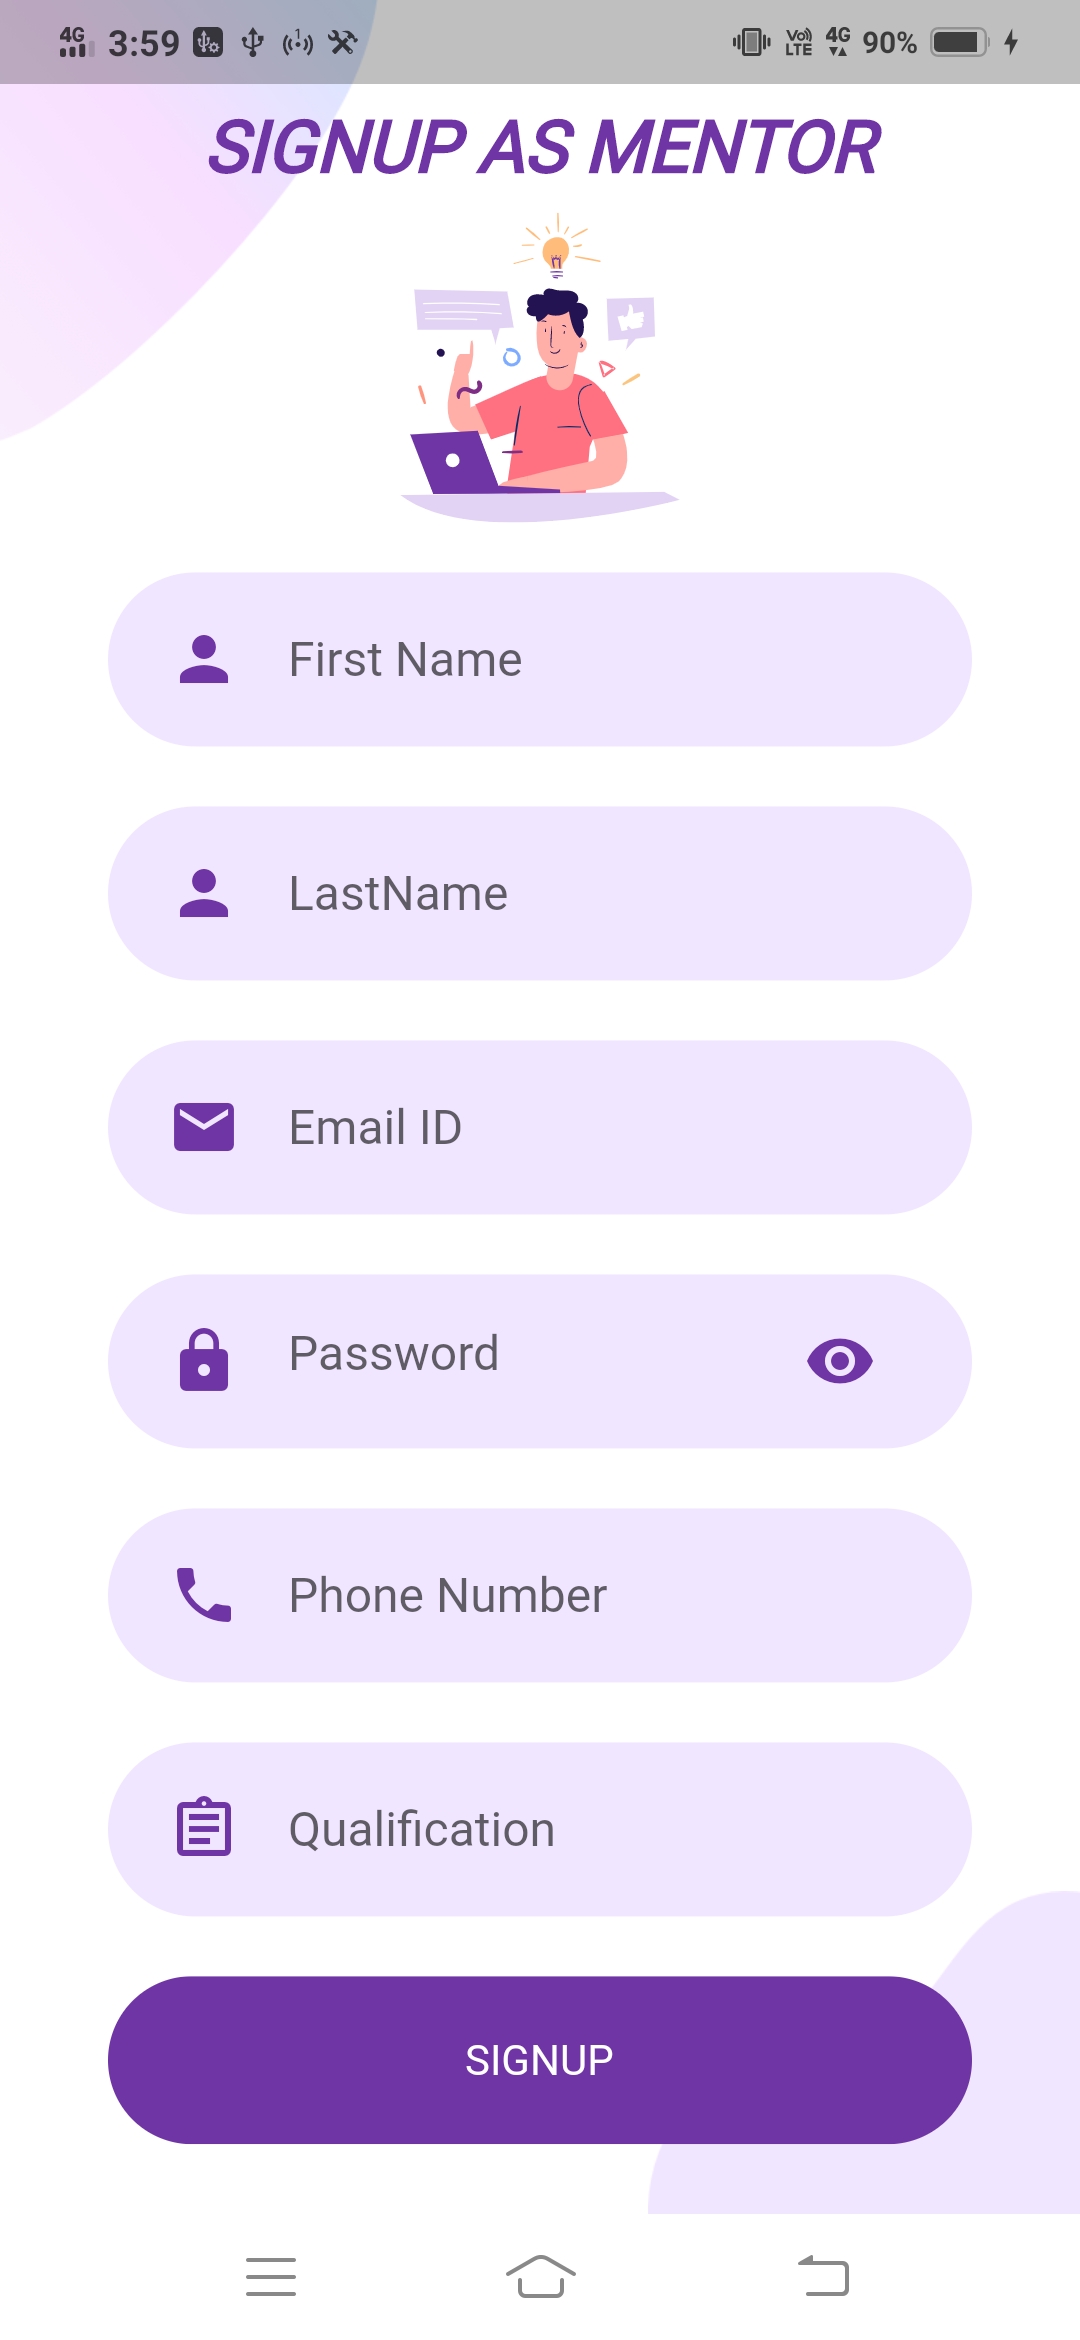 4G 3:59 1 Vo) LTE 4G 90%
SIGNUP AS MENTOR
First Name
LastName
Email ID
Password
Phone Number
Qualification
SIGNUP